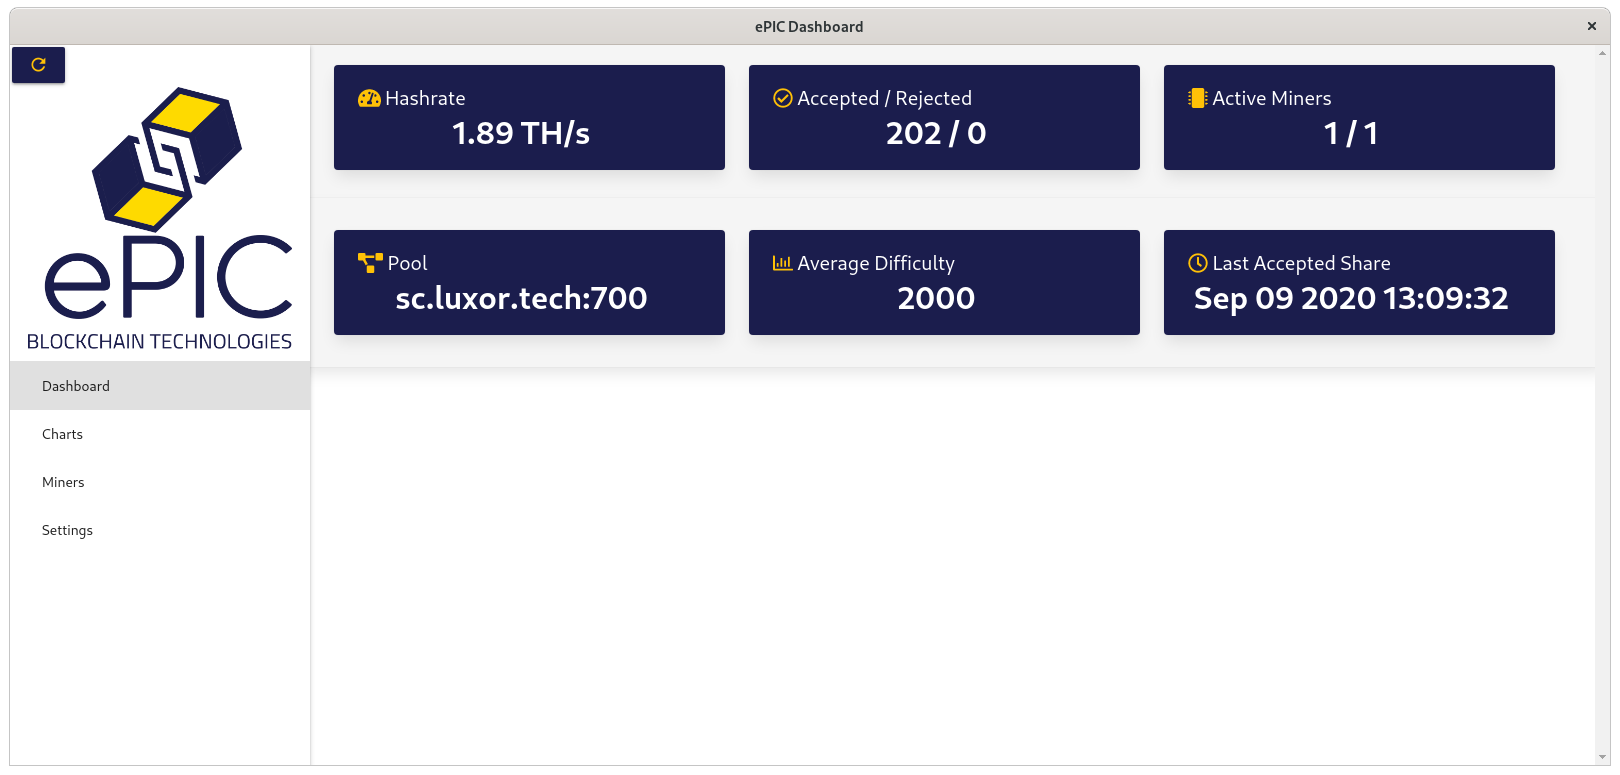 ePIC Dashboard
ePIC
BLOCKCHAIN TECHNOLOGIES
Dashboard
Charts
Miners
Settings
Hashrate
1.89 TH/s
Accepted / Rejected
202 / 0
Active Miners
1 / 1
Pool
sc.luxor.tech:700
Average Difficulty
2000
Last Accepted Share
Sep 09 2020 13:09:32